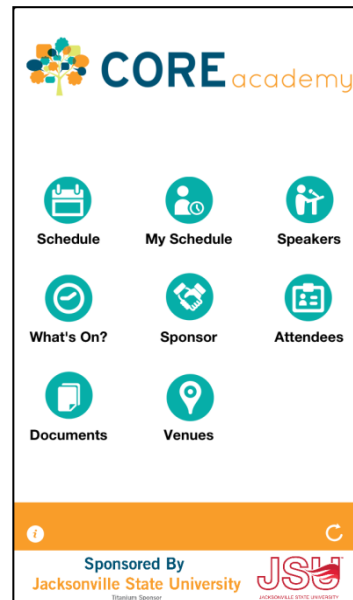 CORE academy
Schedule
My Schedule
Speakers
What's On?
Sponsor
Attendees
Documents
Venues
i
Sponsored By
Jacksonville State University
Titanium Sponsor
JSU
JACKSONVILLE STATE UNIVERSITY